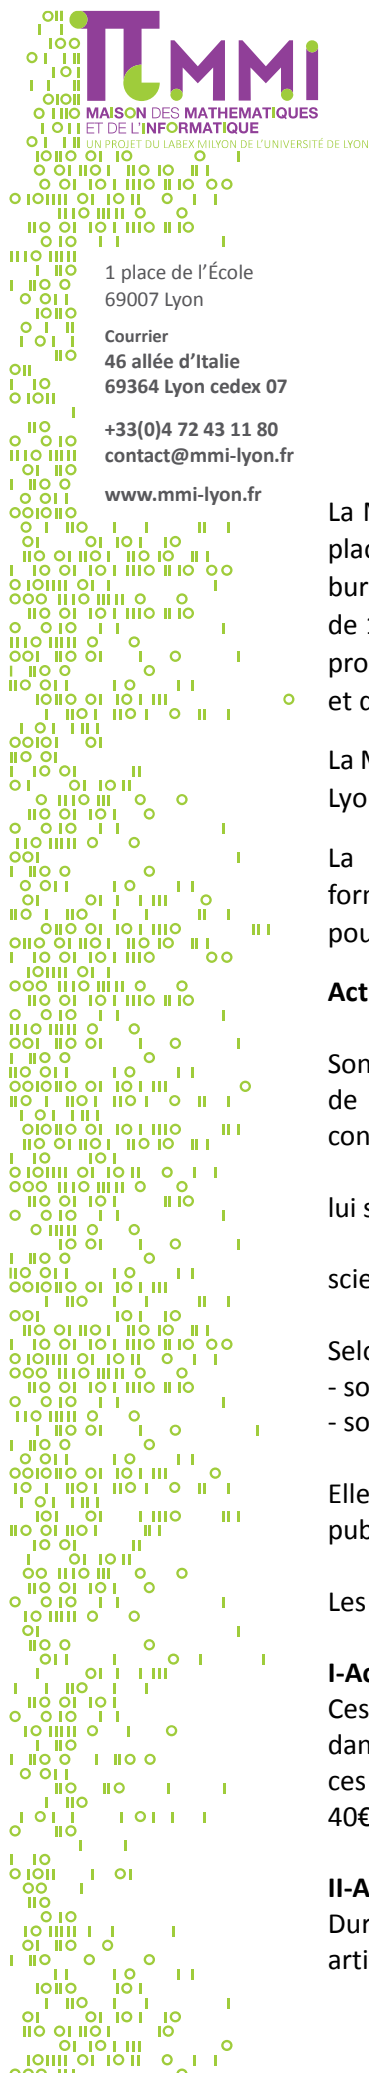 MMI
MAISON DES MATHEMATIQUES
ET DE L'INFORMATIQUE
UN PROJET DU LABEX MILYON DE L'UNIVERSITÉ DE LYON
1 place de l'École
69007 Lyon
Courrier
46 allée d'Italie
69364 Lyon cedex 07
+33(0)4 72 43 11 80
contact@mmi-lyon.fr
www.mmi-lyon.fr
La
plac
bur
de
pro
et
La
Lyo
La
forr
pou
Act
Son
de
con
lui s
scie
Selo
- so
- so
Elle
pub
Les
I-Ac
Ces
dan
ces
40€
II-A
Dur
arti